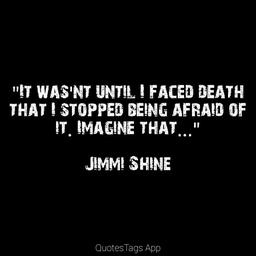 "IT WAS'NT UNTIL I FACED DEATH
THAT I STOPPED BEING AFRAID OF
IT. IMAGINE THAT..."
JIMMI SHINE
QuotesTags App